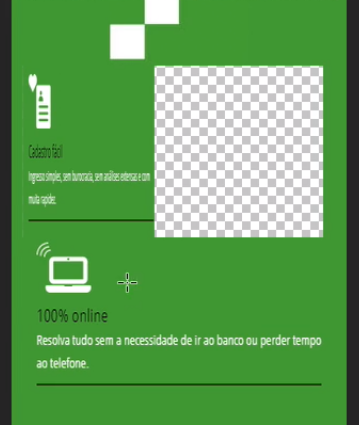 Cadastro fácil
Ingresso simples, sem burocracia, sem análises extensas e com
muita rapidez.
100% online
Resolva tudo sem a necessidade de ir ao banco ou perder tempo
ao telefone.